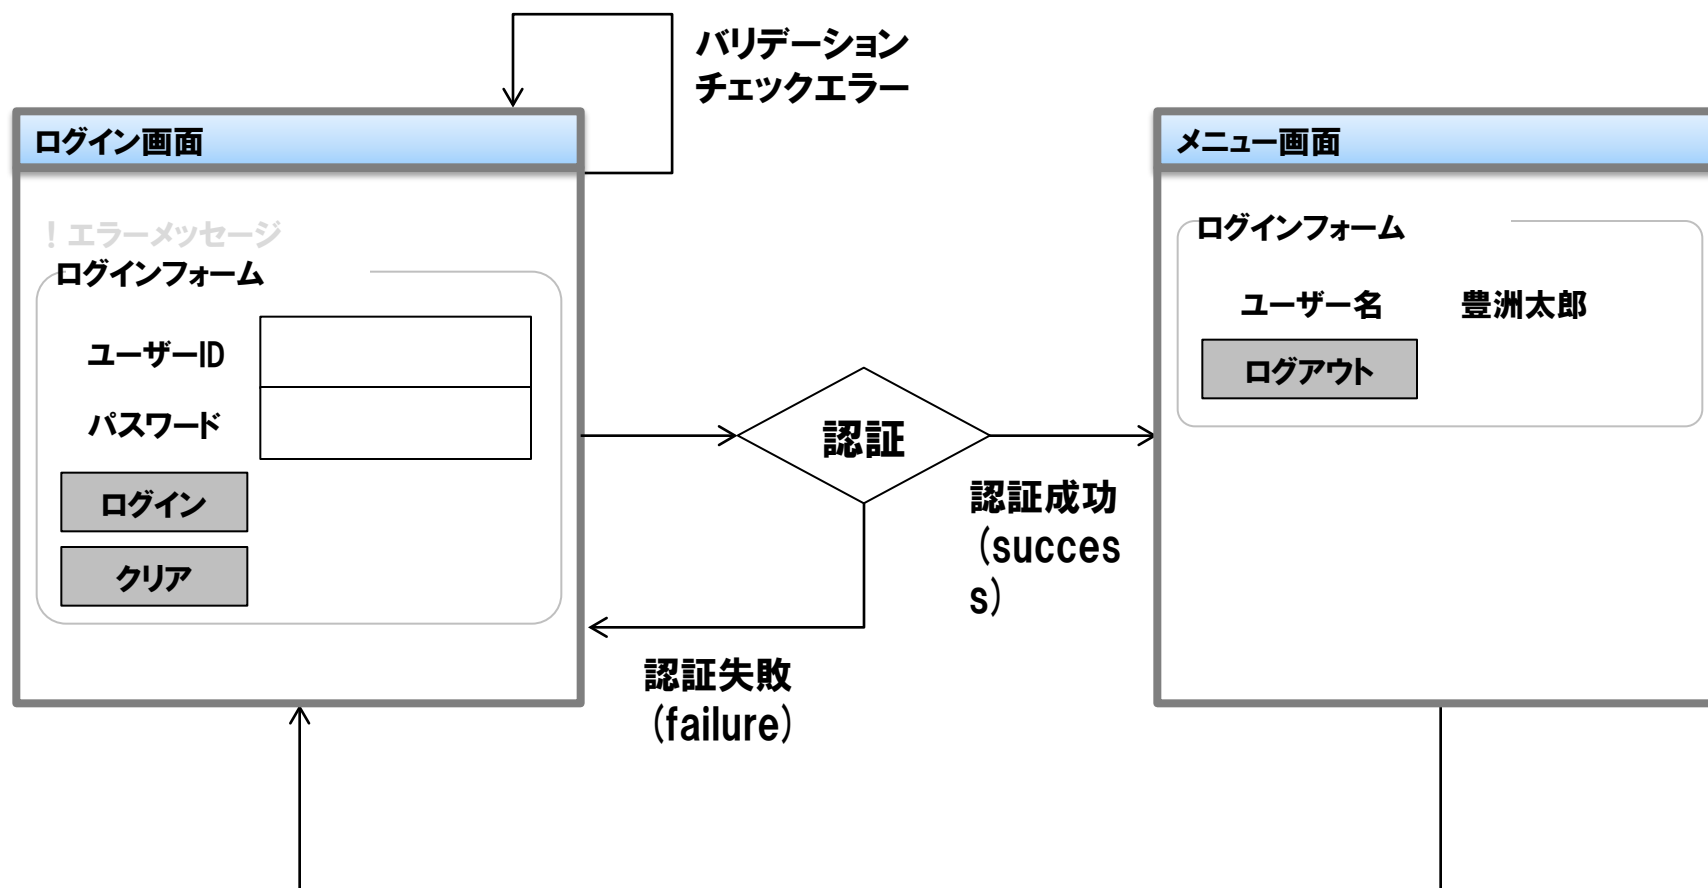 バリデーション
チェックエラー
ログイン画面
！エラーメッセージ
ログインフォーム
ユーザーID
パスワード
ログイン
クリア
認証
認証成功
(succes
s)
認証失敗
(failure)
メニュー画面
ログインフォーム
ユーザー名 豊洲太郎
ログアウト